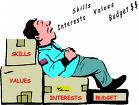 Skills
Values
Interests
Budget $$
SKILLS
VALUES
INTERESTS
BUDGET